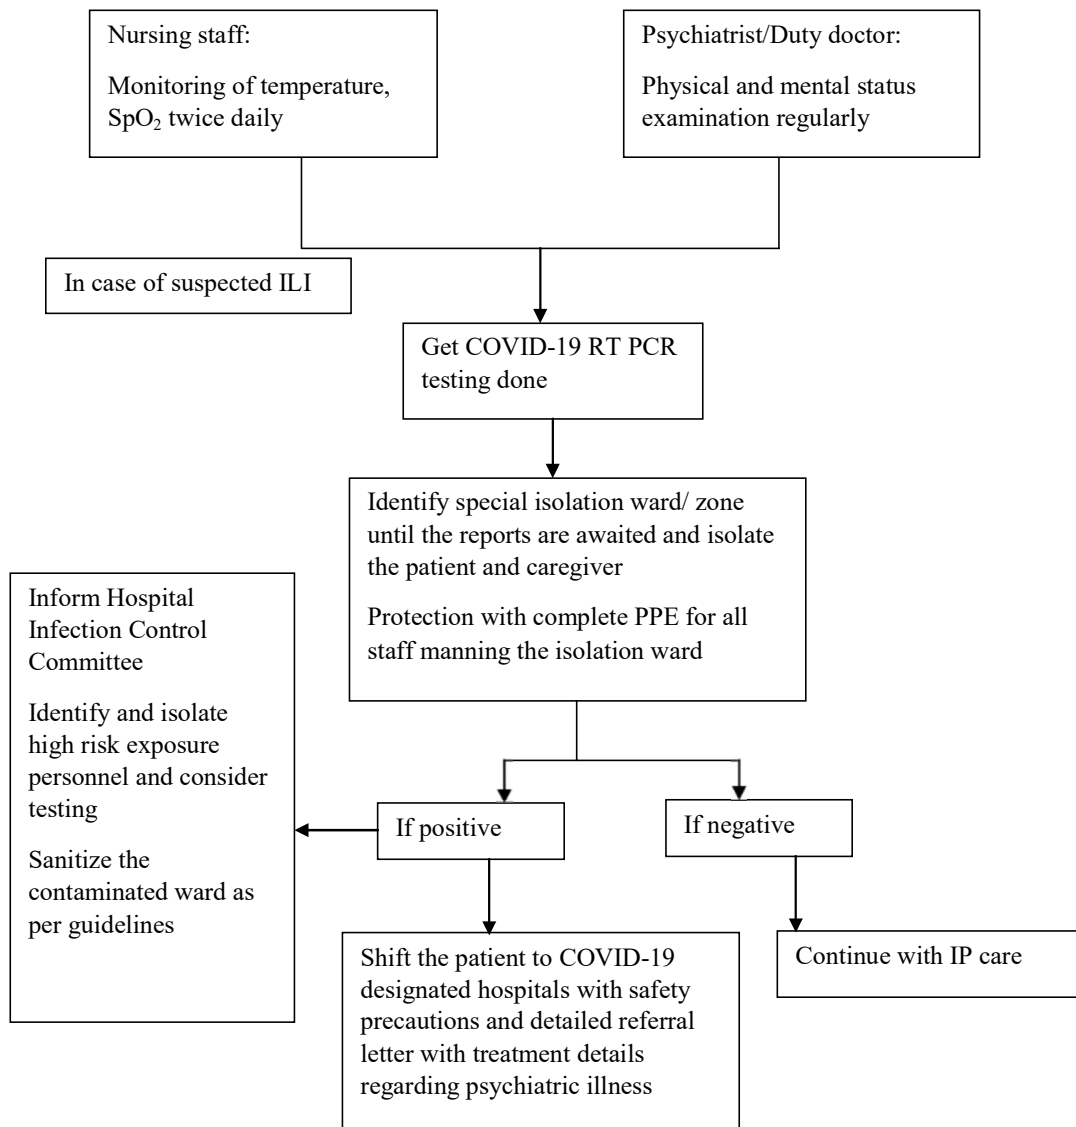 Nursing staff:
Monitoring of temperature,
SpO₂ twice daily
Psychiatrist/Duty doctor:
Physical and mental status
examination regularly
In case of suspected ILI
Get COVID-19 RT PCR
testing done
Identify special isolation ward/ zone
until the reports are awaited and isolate
the patient and caregiver
Protection with complete PPE for all
staff manning the isolation ward
Inform Hospital
Infection Control
Committee
Identify and isolate
high risk exposure
personnel and consider
testing
Sanitize the
contaminated ward as
per guidelines
If positive
If negative
Shift the patient to COVID-19
designated hospitals with safety
precautions and detailed referral
letter with treatment details
regarding psychiatric illness
Continue with IP care